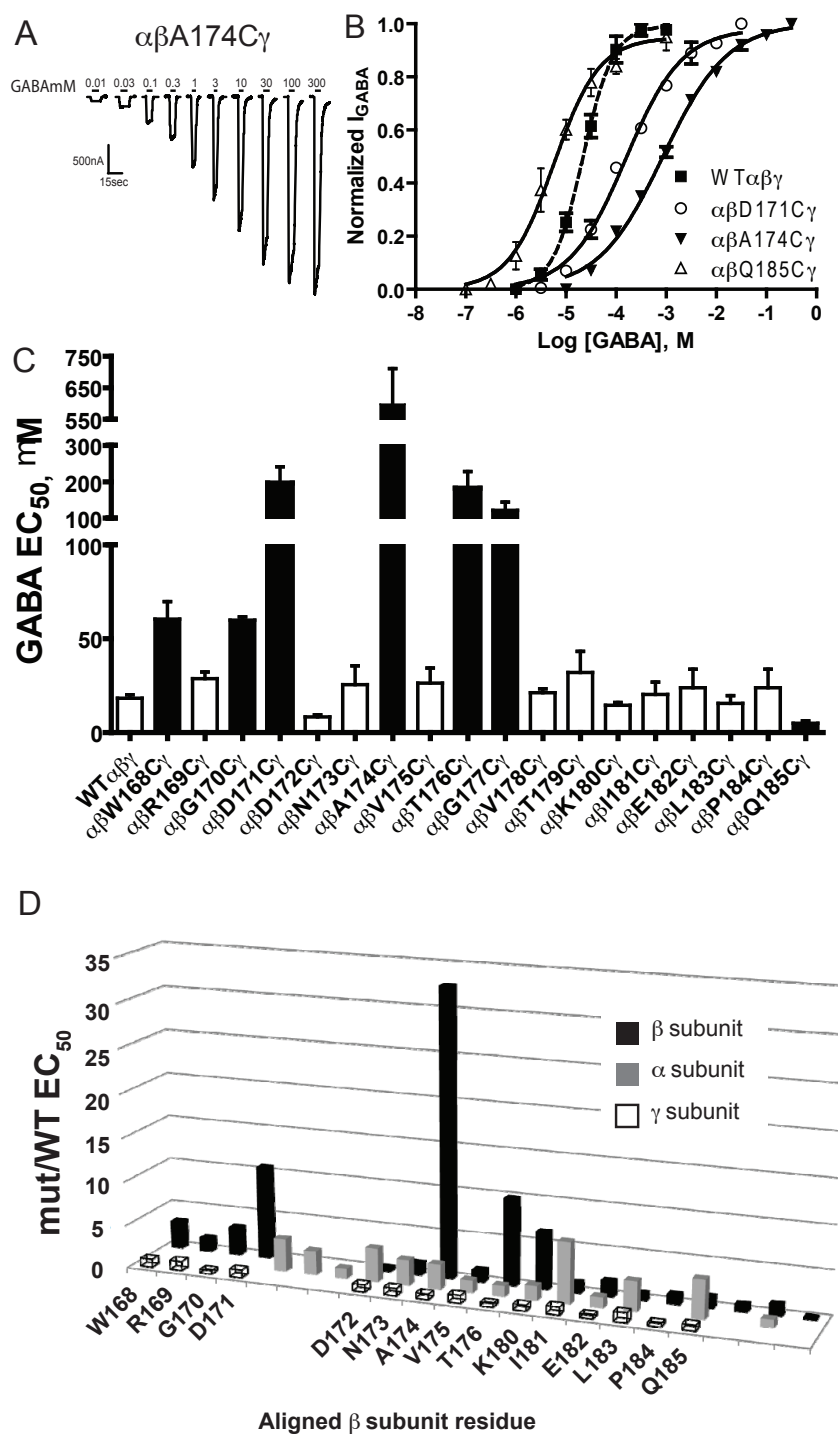 A
αβA174Cγ
GABAmM 0.01 0.03 0.1 0.3 1 3 10 30 100 300
500nA
15sec
B
Normalized I GABA
1.0
0.8
0.6
0.4
0.2
0.0
-8 -7 -6 -5 -4 -3 -2 -1 0
Log [GABA], M
WTαβγ
αβD171Cγ
αβA174Cγ
αβQ185Cγ
C
GABA EC50, mM
750
650
550
300
200
100
100
50
0
WTαβγ
αβW168Cγ
αβR169Cγ
αβG170Cγ
αβD171Cγ
αβD172Cγ
αβN173Cγ
αβA174Cγ
αβV175Cγ
αβT176Cγ
αβG177Cγ
αβV178Cγ
αβT179Cγ
αβK180Cγ
αβI181Cγ
αβE182Cγ
αβL183Cγ
αβP184Cγ
αβQ185Cγ
D
mut/WT EC50
35
30
25
20
15
10
5
0
β subunit
α subunit
γ subunit
W168
R169
G170
D171
D172
N173
A174
V175
T176
K180
I181
E182
L183
P184
Q185
Aligned β subunit residue